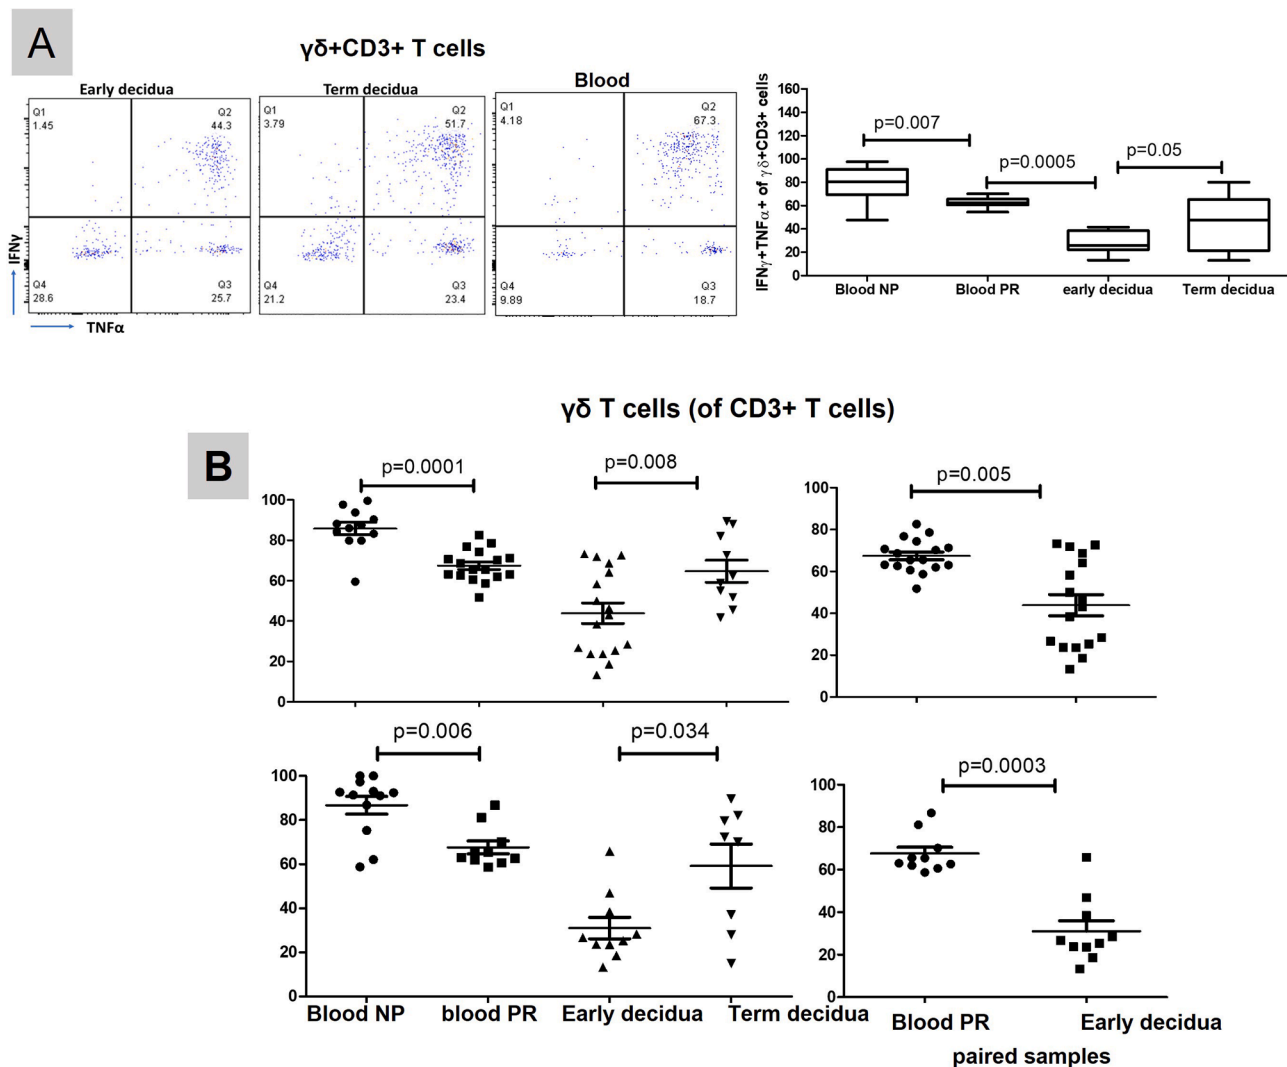 A
γδ+CD3+ T cells
Early decidua
Term decidua
Blood
Q1
1.45
Q2
44.3
Q4
28.6
Q3
25.7
Q1
3.79
Q2
51.7
Q4
21.2
Q3
23.4
Q1
4.18
Q2
67.3
Q4
9.89
Q3
18.7
IFNγ
TNFα
IFNγ+TNFα+ of γδ+CD3+ cells
160
140
120
100
80
60
40
20
0
p=0.007
p=0.0005
p=0.05
Blood NP
Blood PR
early decidua
Term decidua
γδ T cells (of CD3+ T cells)
B
p=0.0001
p=0.008
100
80
60
40
20
0
p=0.005
100
80
60
40
20
0
p=0.006
p=0.034
100
80
60
40
20
0
Blood NP
blood PR
Early decidua
Term decidua
p=0.0003
100
80
60
40
20
0
Blood PR
Early decidua
paired samples